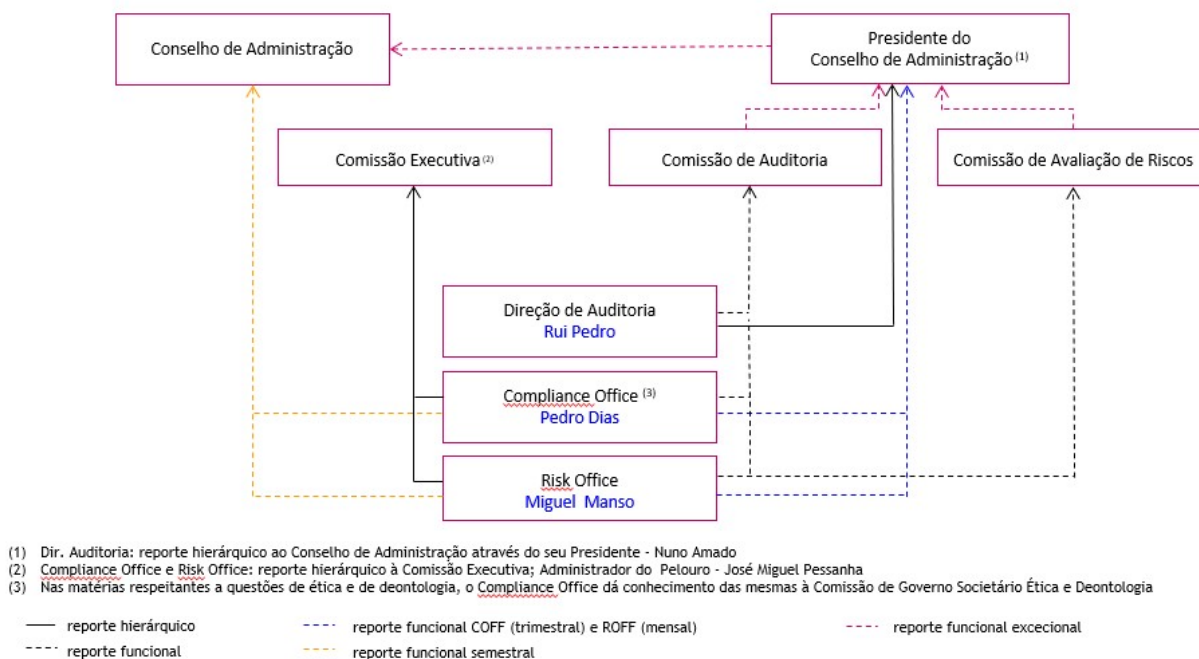 Conselho de Administração
Presidente do
Conselho de Administração (1)
Comissão Executiva (2)
Comissão de Auditoria
Comissão de Avaliação de Riscos
Direção de Auditoria
Rui Pedro
Compliance Office (3)
Pedro Dias
Risk Office
Miguel Manso
(1) Dir. Auditoria: reporte hierárquico ao Conselho de Administração através do seu Presidente - Nuno Amado
(2) Compliance Office e Risk Office: reporte hierárquico à Comissão Executiva; Administrador do Pelouro - José Miguel Pessanha
(3) Nas matérias respeitantes a questões de ética e de deontologia, o Compliance Office dá conhecimento das mesmas à Comissão de Governo Societário Ética e Deontologia
reporte hierárquico
reporte funcional COFF (trimestral) e ROFF (mensal)
reporte funcional excecional
reporte funcional
reporte funcional semestral